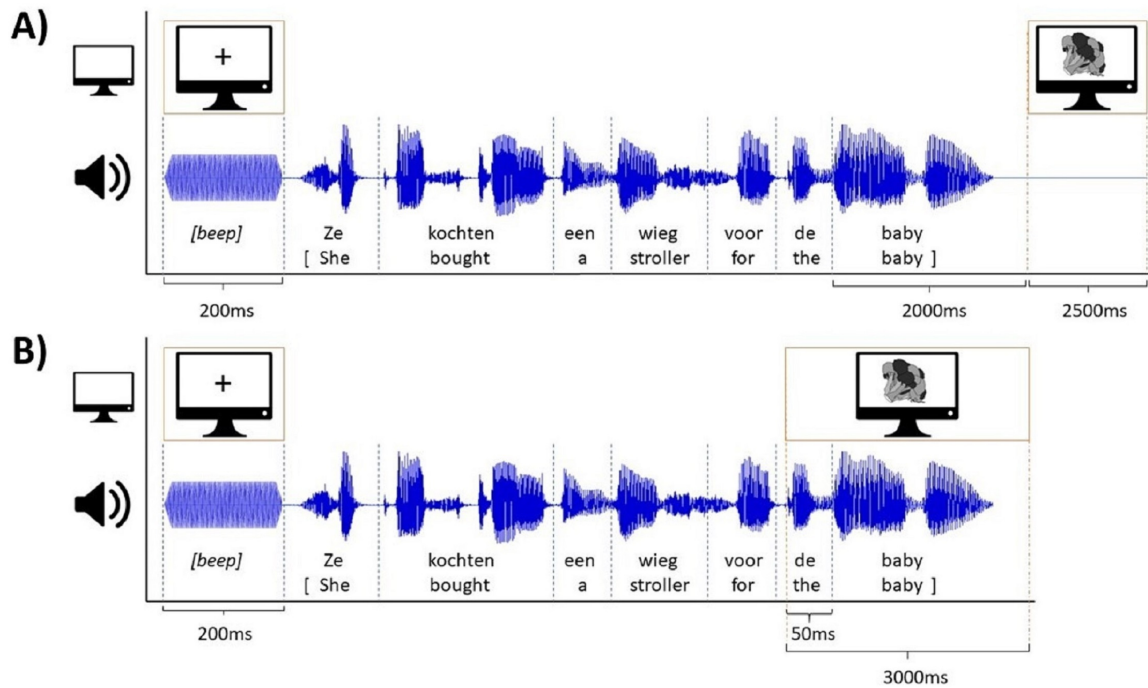 A)
[beep] Ze kochten een wieg voor de baby
[ She bought a stroller for the baby ]
200ms 2000ms 2500ms
B)
[beep] Ze kochten een wieg voor de baby
[ She bought a stroller for the baby ]
200ms 50ms
3000ms